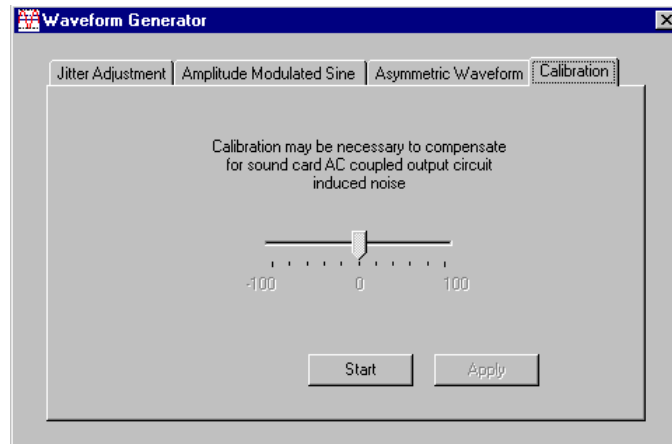 Waveform Generator
Jitter Adjustment Amplitude Modulated Sine Asymmetric Waveform Calibration
Calibration may be necessary to compensate
for sound card AC coupled output circuit
induced noise
-100 0 100
Start Apply